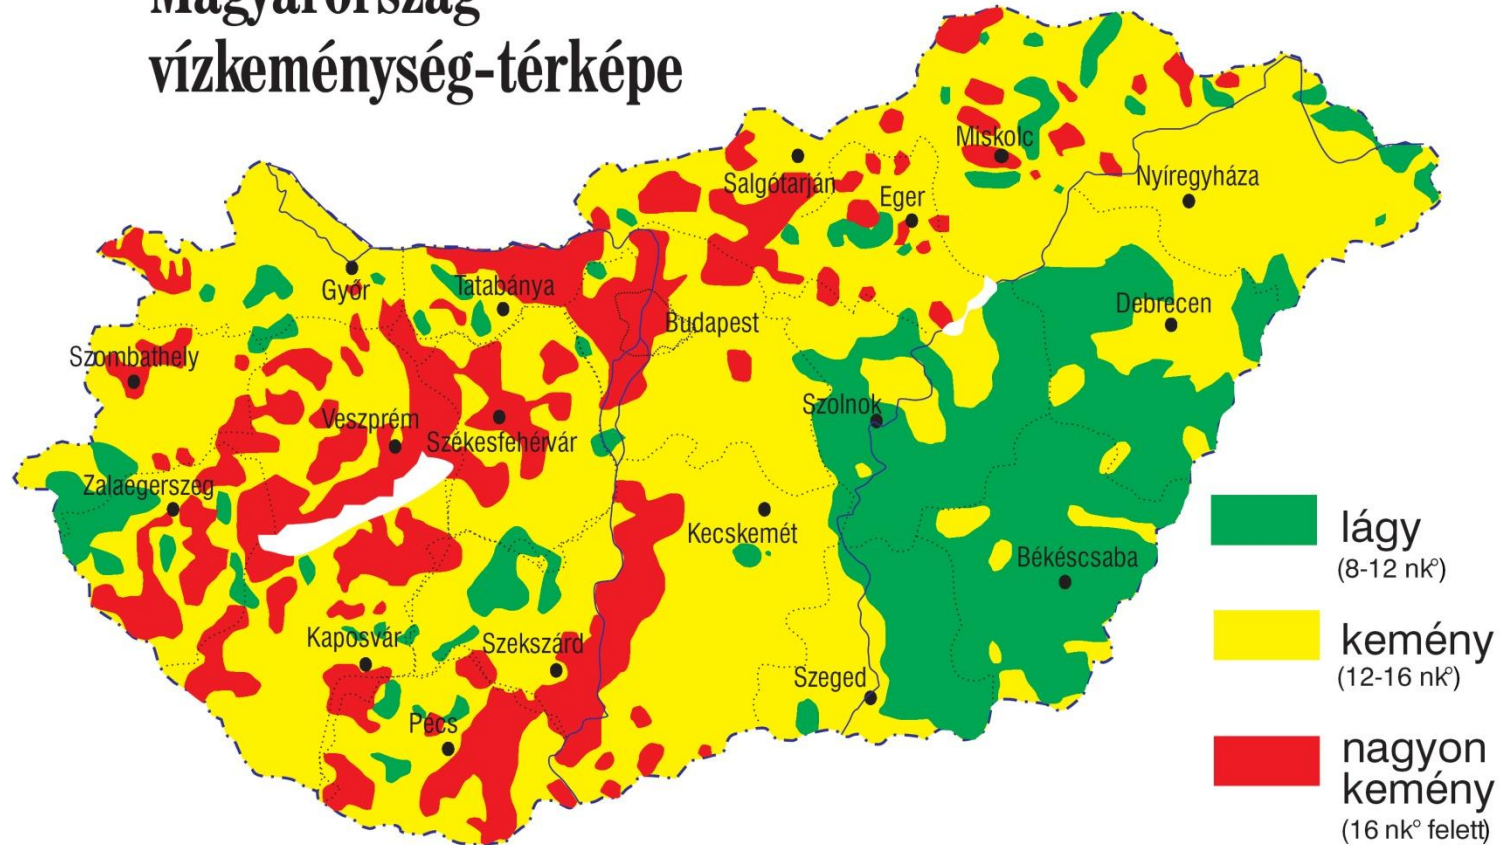 Magyarország
vízkeménység-térképe
Miskolc
Salgótarján
Nyíregyháza
Eger
Győr
Tatabánya
Debrecen
Budapest
Szombathely
Szolnok
Veszprém
Székesfehérvár
Zalaegerszeg
Kecskemét
Békéscsaba
Kaposvár
Szekszárd
Szeged
Pécs
lágy
(8-12 nk°)
kemény
(12-16 nk°)
nagyon
kemény
(16 nk° felett)